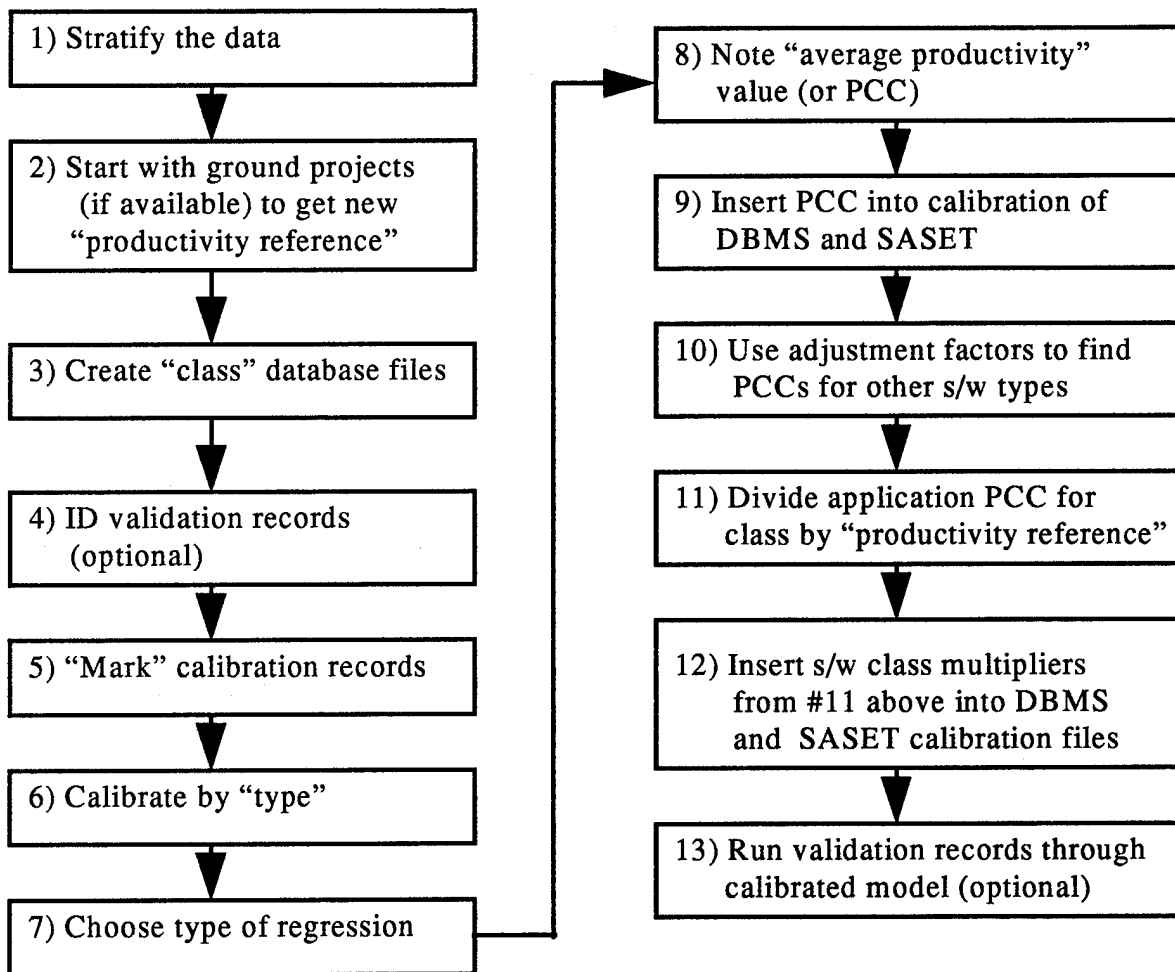 1) Stratify the data
2) Start with ground projects
(if available) to get new
“productivity reference”
3) Create “class” database files
4) ID validation records
(optional)
5) “Mark” calibration records
6) Calibrate by “type”
7) Choose type of regression
8) Note “average productivity”
value (or PCC)
9) Insert PCC into calibration of
DBMS and SASET
10) Use adjustment factors to find
PCCs for other s/w types
11) Divide application PCC for
class by “productivity reference”
12) Insert s/w class multipliers
from #11 above into DBMS
and SASET calibration files
13) Run validation records through
calibrated model (optional)